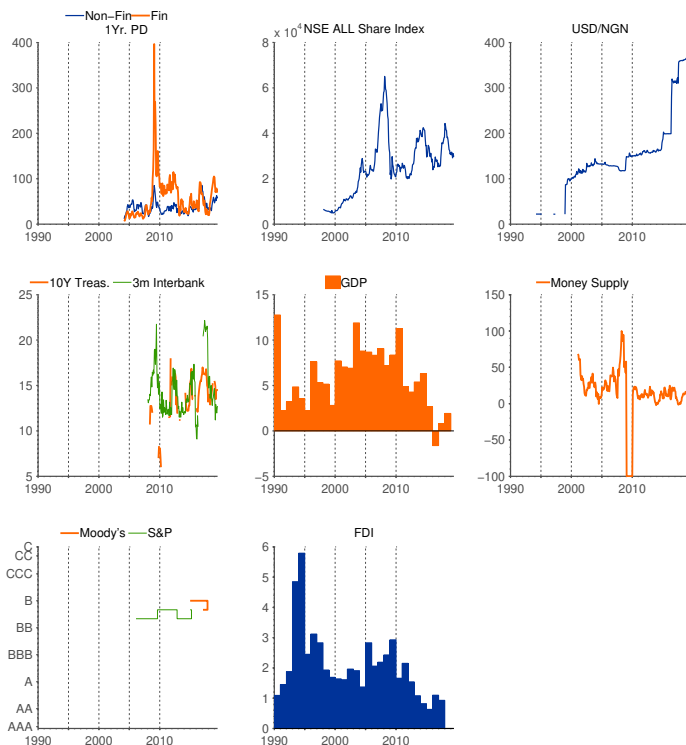 Non-Fin Fin
1Yr. PD
400
300
200
100
0
1990 2000 2010
x 10^4 NSE ALL Share Index
8
6
4
2
0
1990 2000 2010
USD/NGN
400
300
200
100
0
1990 2000 2010
10Y Treas. 3m Interbank
25
20
15
10
5
1990 2000 2010
GDP
15
10
5
0
−5
1990 2000 2010
Money Supply
150
100
50
0
−50
−100
1990 2000 2010
Moody's S&P
C
CC
CCC
B
BB
BBB
A
AA
AAA
1990 2000 2010
FDI
6
5
4
3
2
1
0
1990 2000 2010